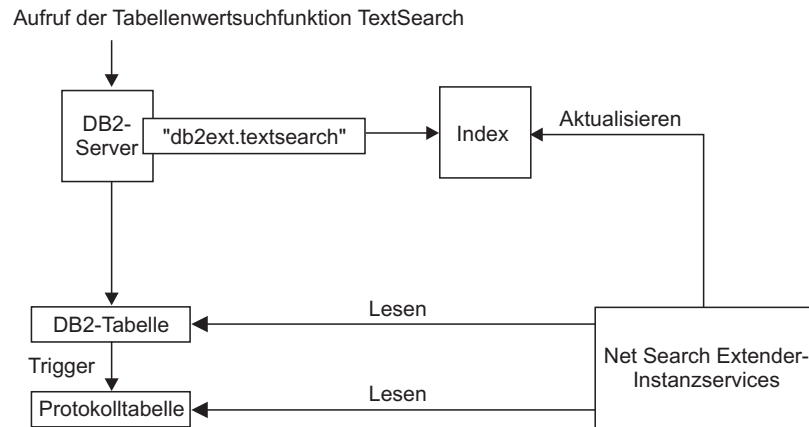 Aufruf der Tabellenwertsuchfunktion TextSearch
DB2-
Server
"db2ext.textsearch"
Index
Aktualisieren
DB2-Tabelle
Lesen
Trigger
Net Search Extender-
Instanzservices
Protokolltabelle
Lesen